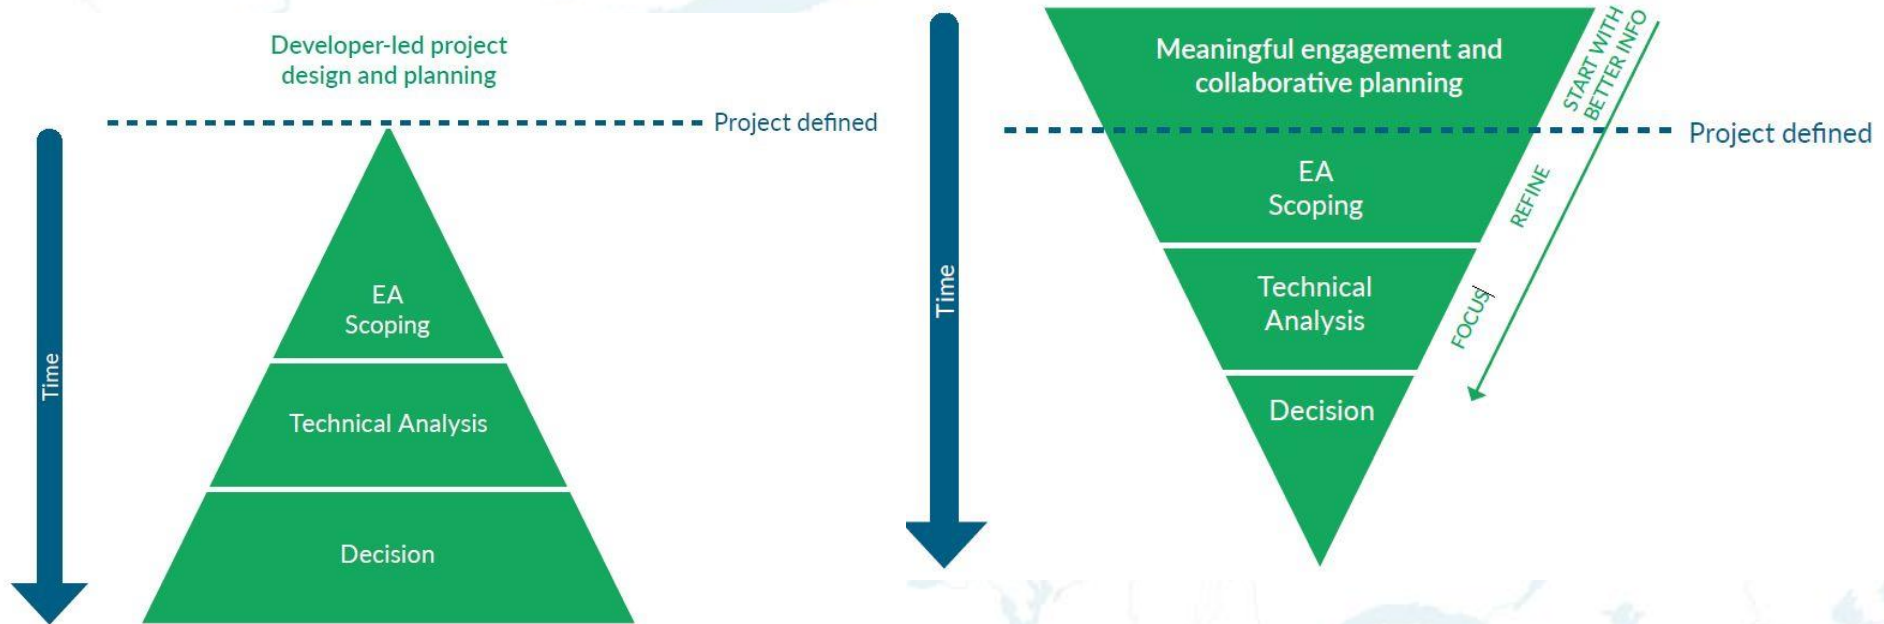 Developer-led project
design and planning
Project defined
Time
EA
Scoping
Technical Analysis
Decision
Meaningful engagement and
collaborative planning
START WITH
BETTER INFO
Project defined
Time
EA
Scoping
REFINE
Technical
Analysis
FOCUS
Decision